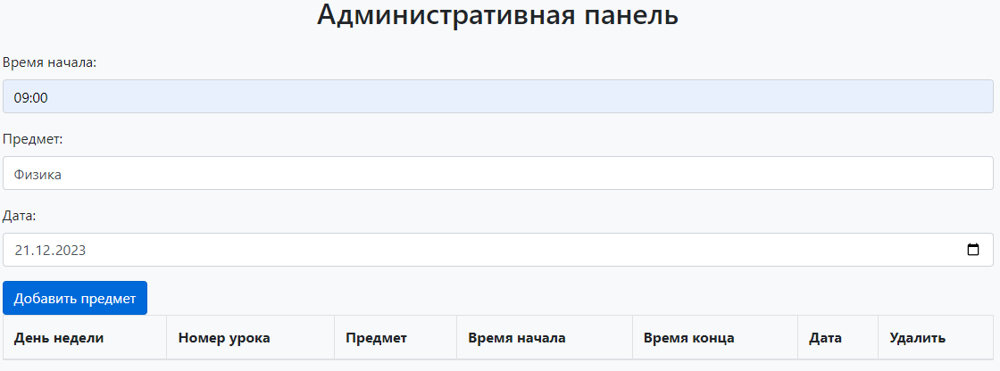 Административная панель
Время начала:
09:00
Предмет:
Физика
Дата:
21.12.2023
Добавить предмет
День недели Номер урока Предмет Время начала Время конца Дата Удалить